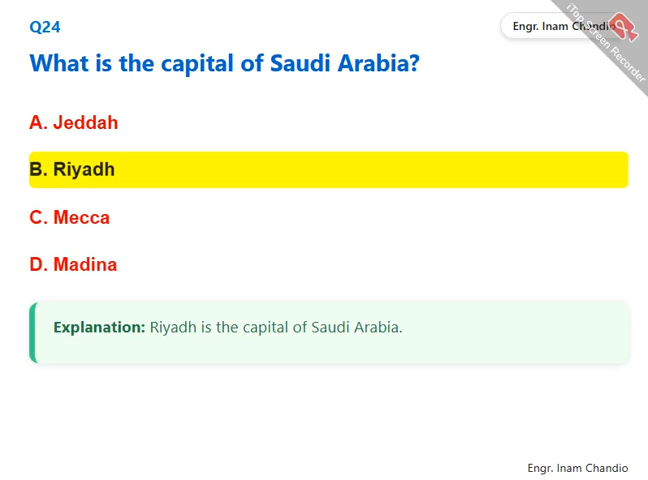 Q24
Engr. Inam Chandio
iTop Screen Recorder
What is the capital of Saudi Arabia?
A. Jeddah
B. Riyadh
C. Mecca
D. Madina
Explanation: Riyadh is the capital of Saudi Arabia.
Engr. Inam Chandio